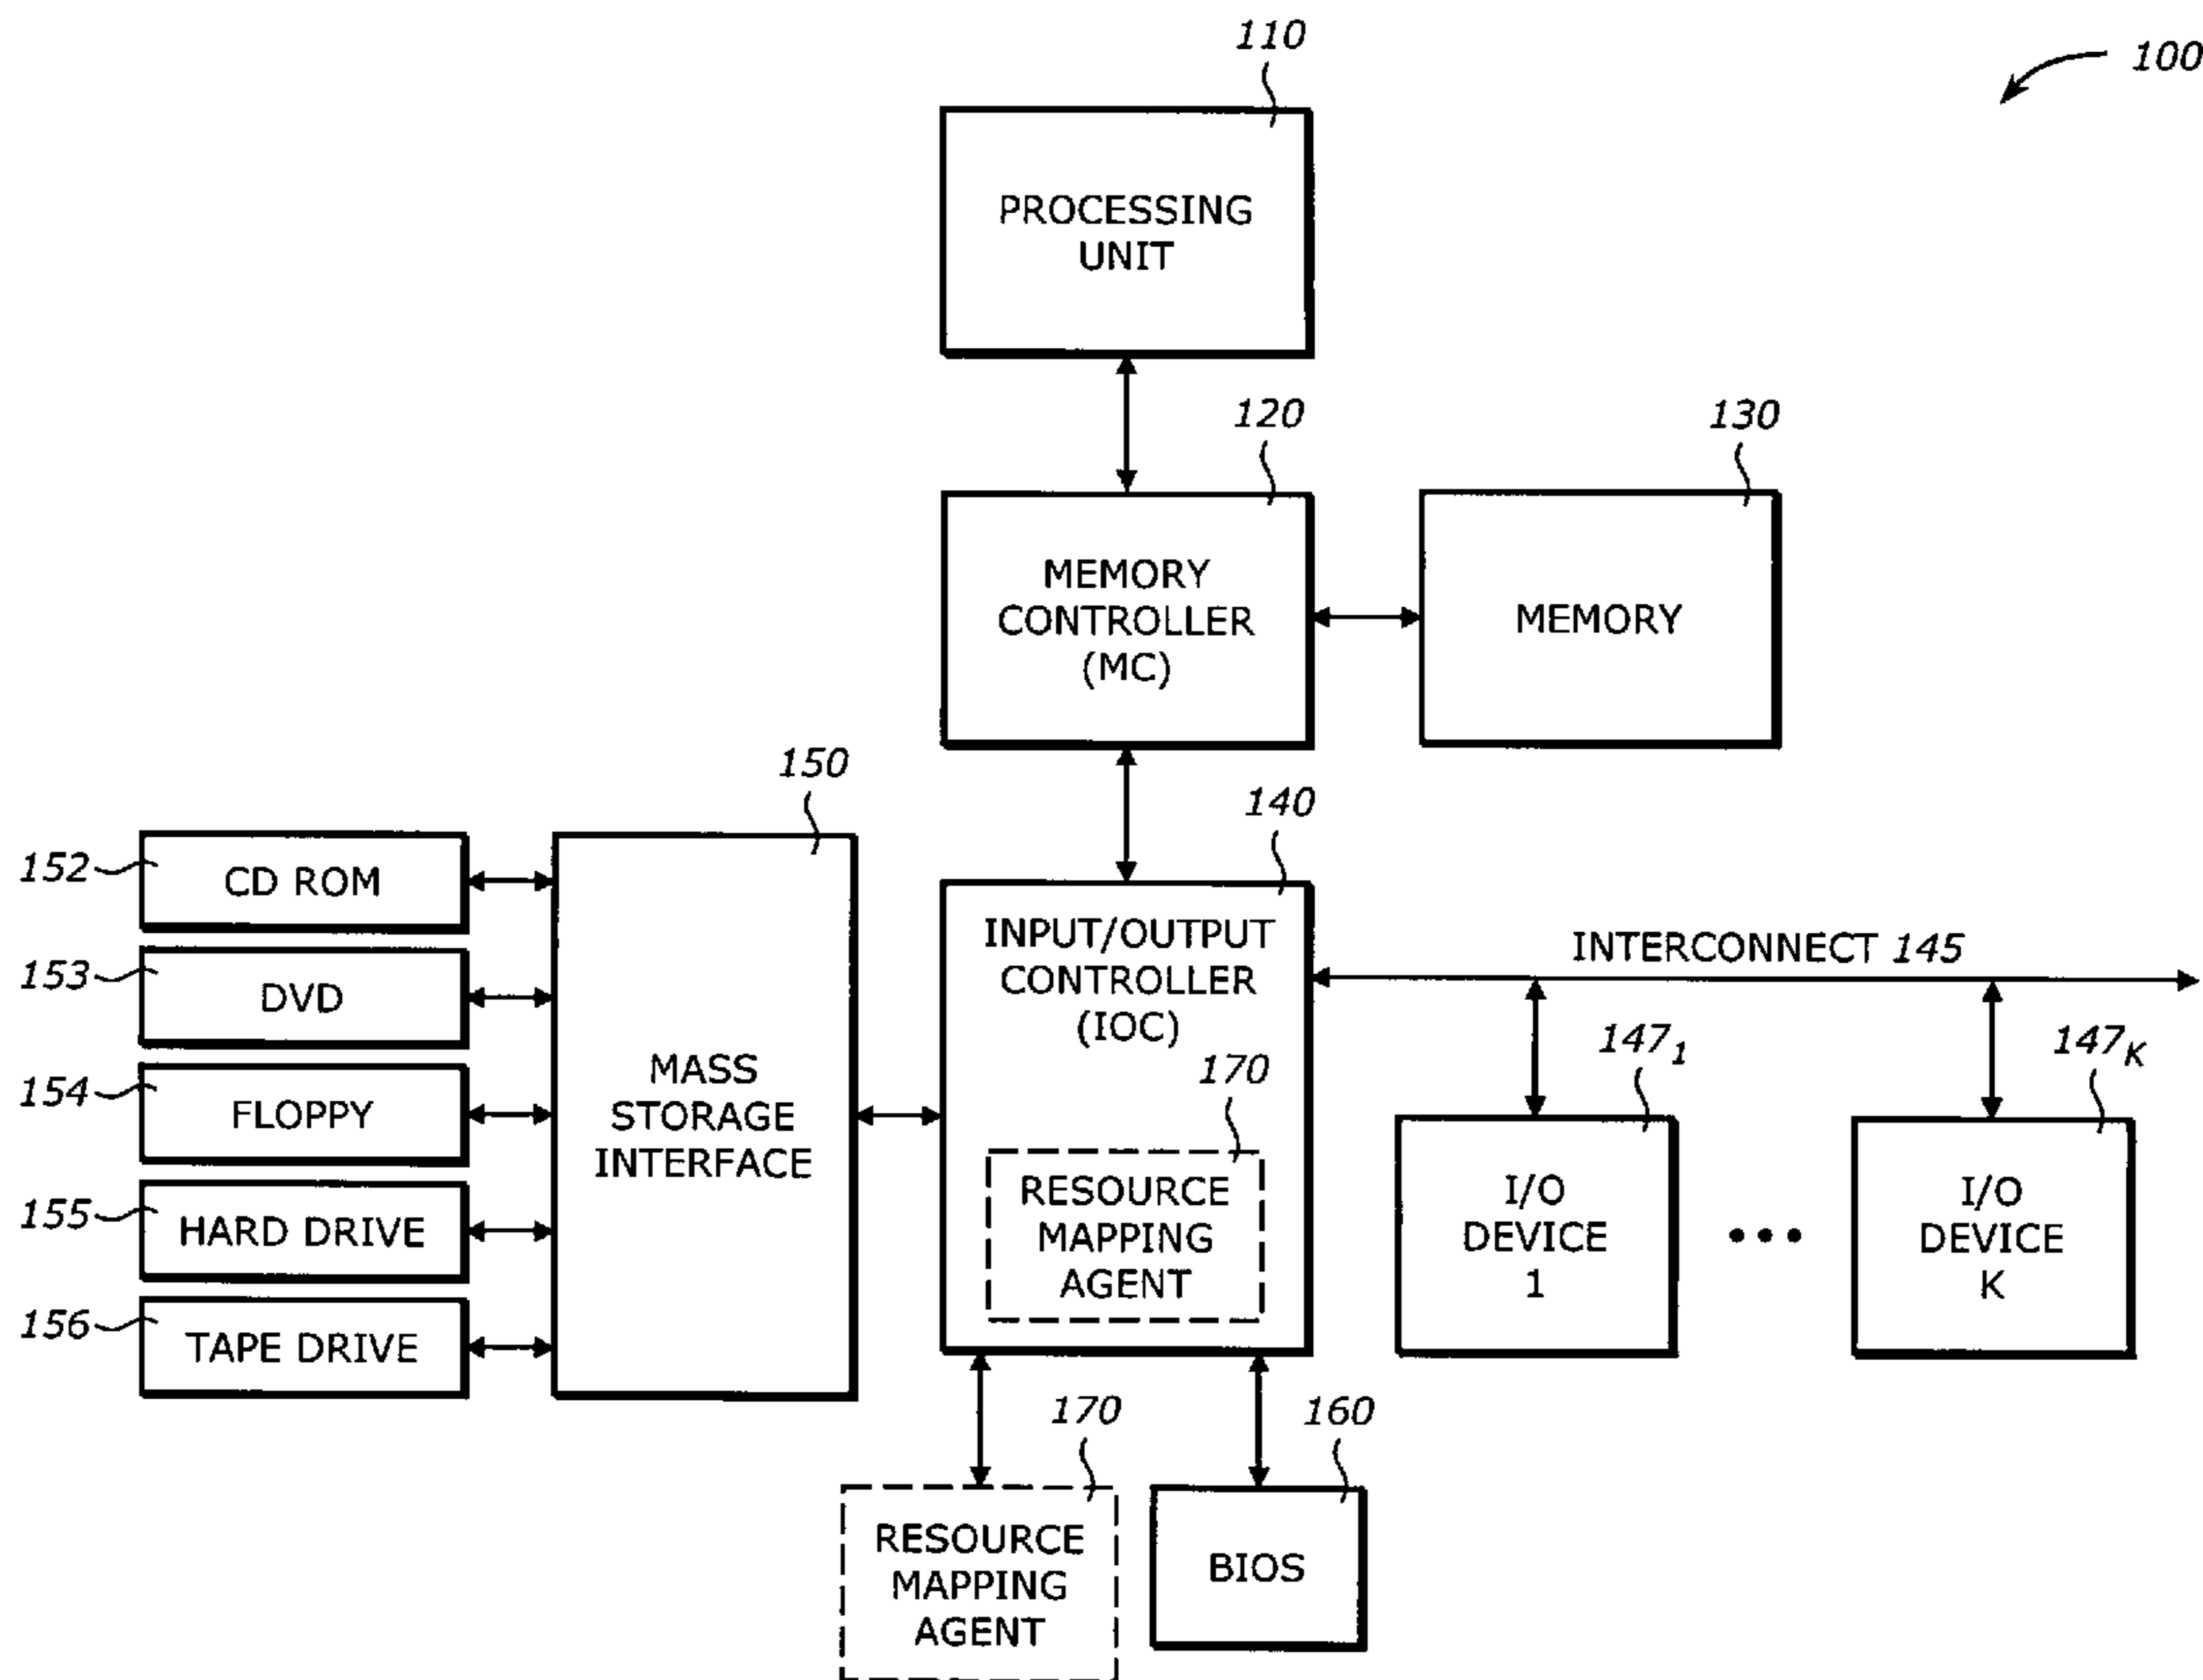 110
100
PROCESSING
UNIT
120
130
MEMORY
CONTROLLER
(MC)
MEMORY
150
140
152
CD ROM
153
DVD
154
FLOPPY
155
HARD DRIVE
156
TAPE DRIVE
MASS
STORAGE
INTERFACE
INPUT/OUTPUT
CONTROLLER
(IOC)
170
RESOURCE
MAPPING
AGENT
INTERCONNECT 145
147₁
147ₖ
I/O
DEVICE
1
•••
I/O
DEVICE
K
170
160
RESOURCE
MAPPING
AGENT
BIOS